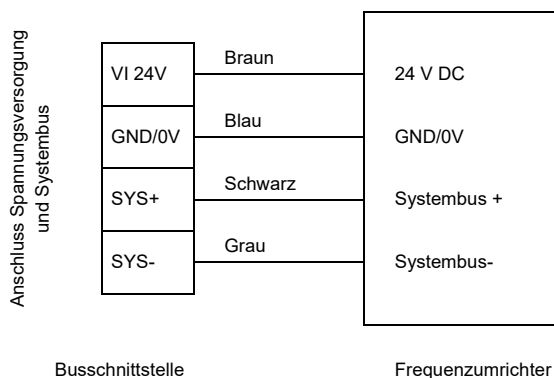 Anschluss Spannungsversorgung
und Systembus
VI 24V
Braun
24 V DC
GND/0V
Blau
GND/0V
SYS+
Schwarz
Systembus +
SYS-
Grau
Systembus-
Busschnittstelle
Frequenzumrichter